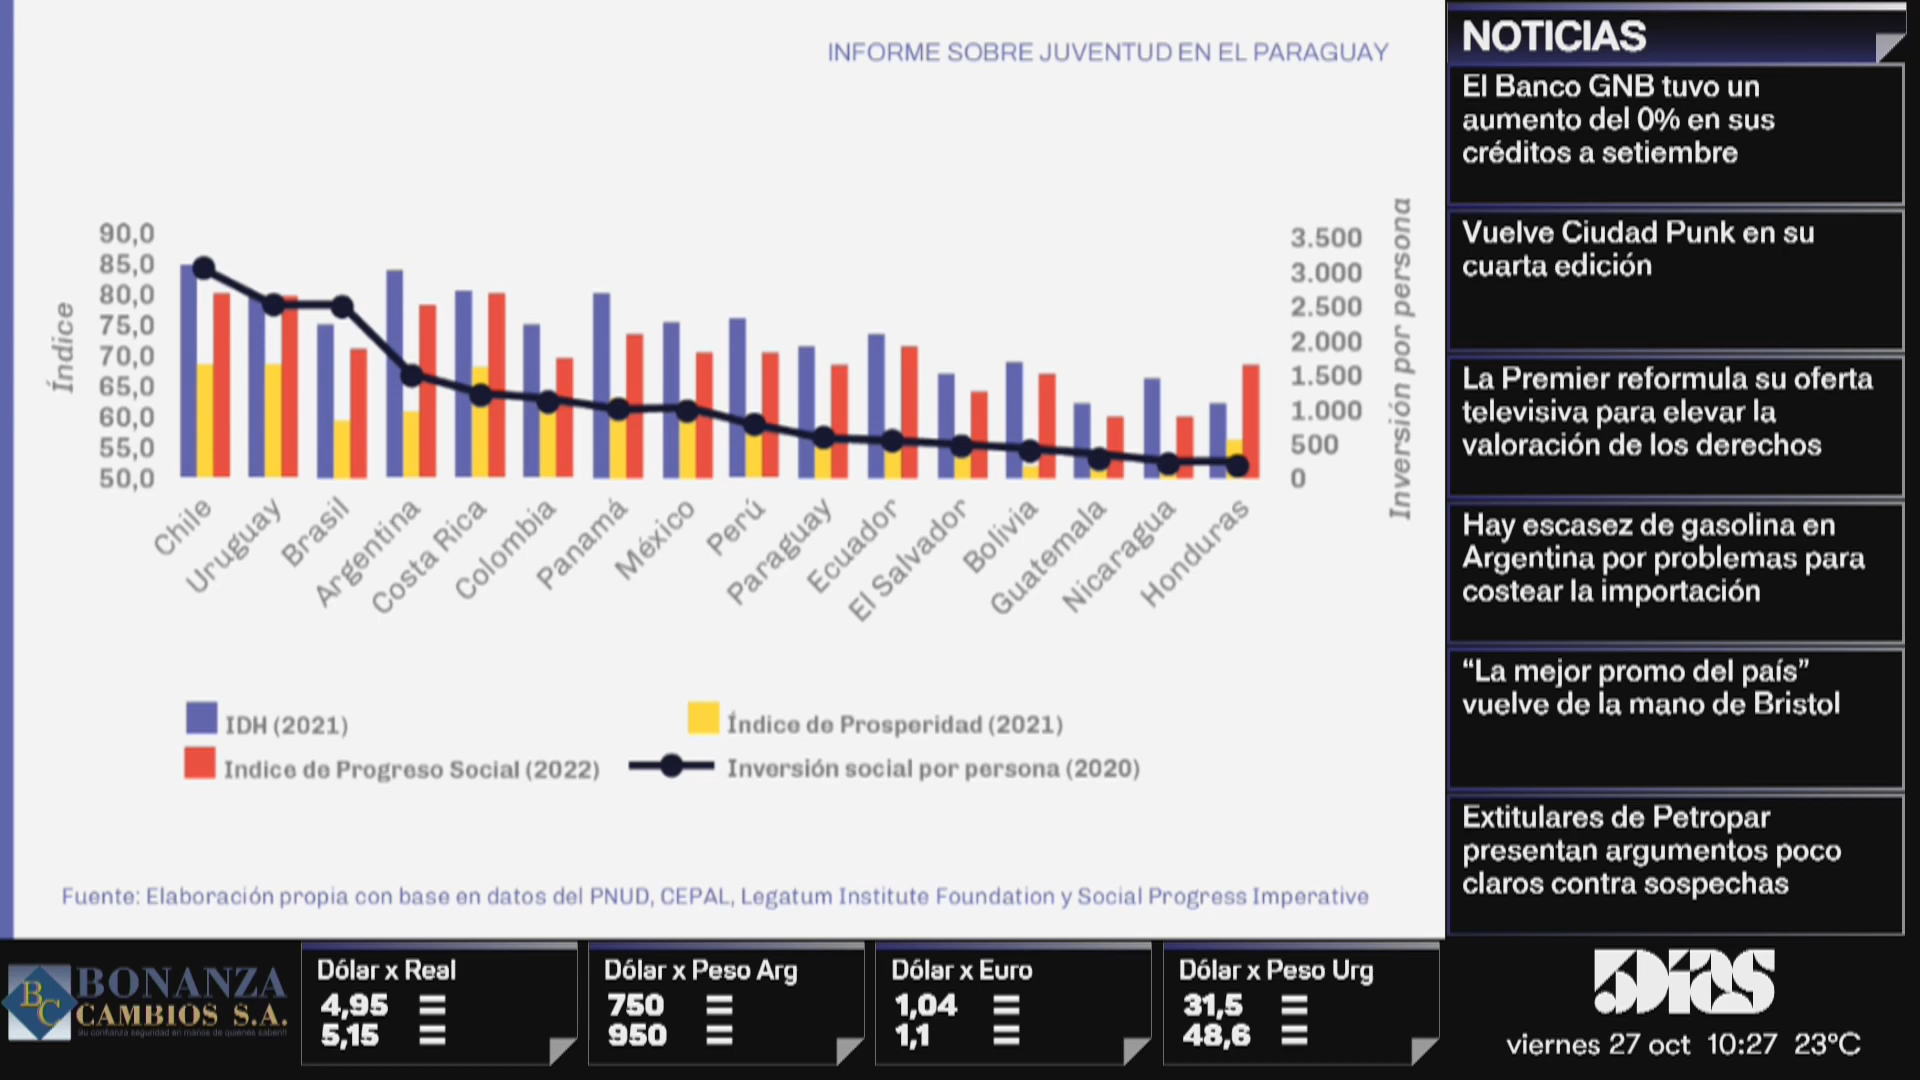 INFORME SOBRE JUVENTUD EN EL PARAGUAY
90,0
85,0
80,0
75,0
70,0
65,0
60,0
55,0
50,0
Índice
3.500
3.000
2.500
2.000
1.500
1.000
500
0
Inversión por persona
Chile
Uruguay
Brasil
Argentina
Costa Rica
Colombia
Panamá
México
Perú
Paraguay
Ecuador
El Salvador
Bolivia
Guatemala
Nicaragua
Honduras
IDH (2021)
Índice de Prosperidad (2021)
Indice de Progreso Social (2022)
Inversión social por persona (2020)
Fuente: Elaboración propia con base en datos del PNUD, CEPAL, Legatum Institute Foundation y Social Progress Imperative
NOTICIAS
El Banco GNB tuvo un
aumento del 0% en sus
créditos a setiembre
Vuelve Ciudad Punk en su
cuarta edición
La Premier reformula su oferta
televisiva para elevar la
valoración de los derechos
Hay escasez de gasolina en
Argentina por problemas para
costear la importación
“La mejor promo del país”
vuelve de la mano de Bristol
Extitulares de Petropar
presentan argumentos poco
claros contra sospechas
BC
BONANZA
CAMBIOS S.A.
Su confianza seguridad en manos de quienes saben!!
Dólar x Real
4,95 =
5,15 =
Dólar x Peso Arg
750 =
950 =
Dólar x Euro
1,04 =
1,1 =
Dólar x Peso Urg
31,5 =
48,6 =
5Días
viernes 27 oct 10:27 23°C